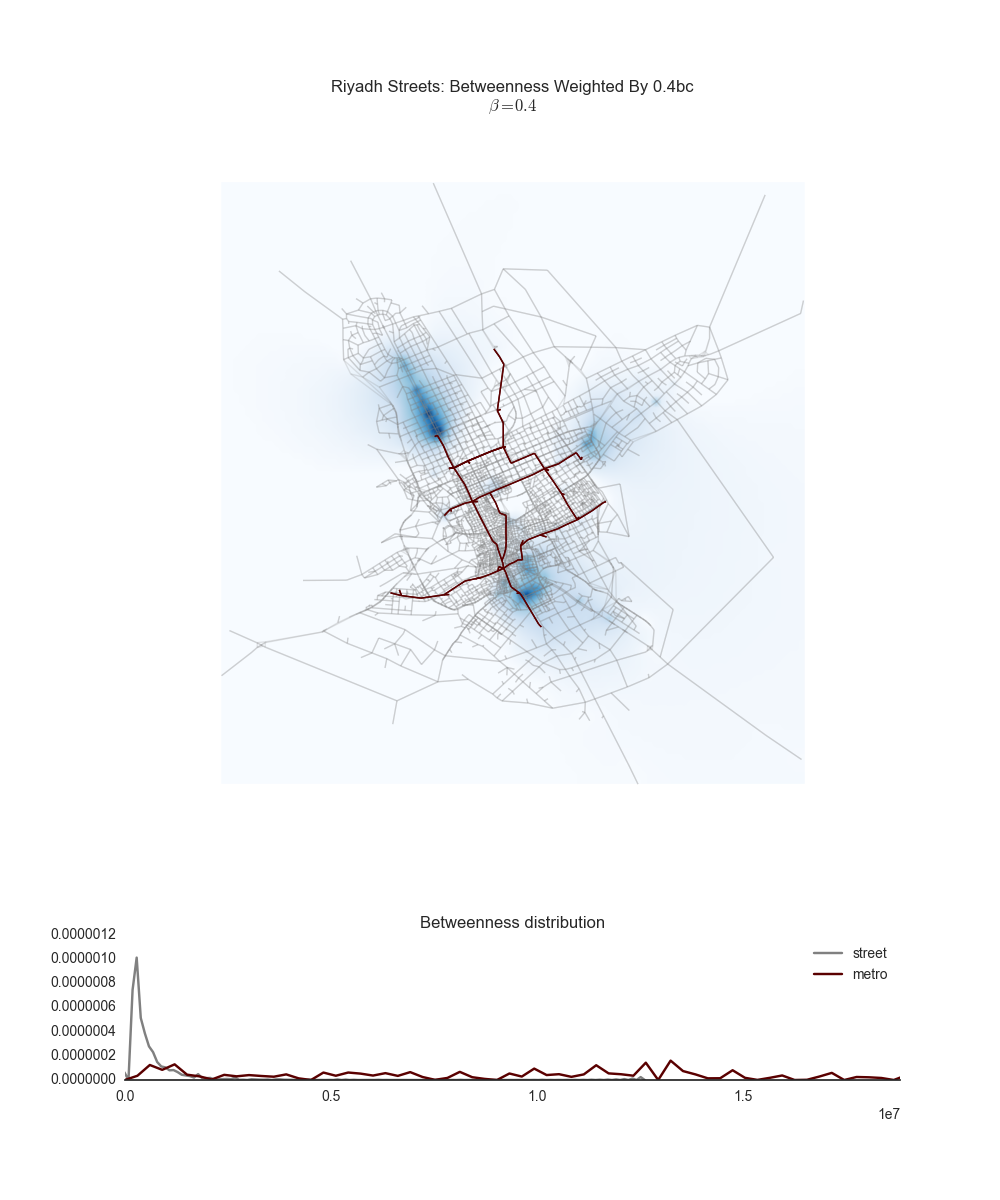 Riyadh Streets: Betweenness Weighted By 0.4bc
β=0.4
Betweenness distribution
0.0000012
0.0000010
0.0000008
0.0000006
0.0000004
0.0000002
0.0000000
street
metro
0.0 0.5 1.0 1.5
1e7